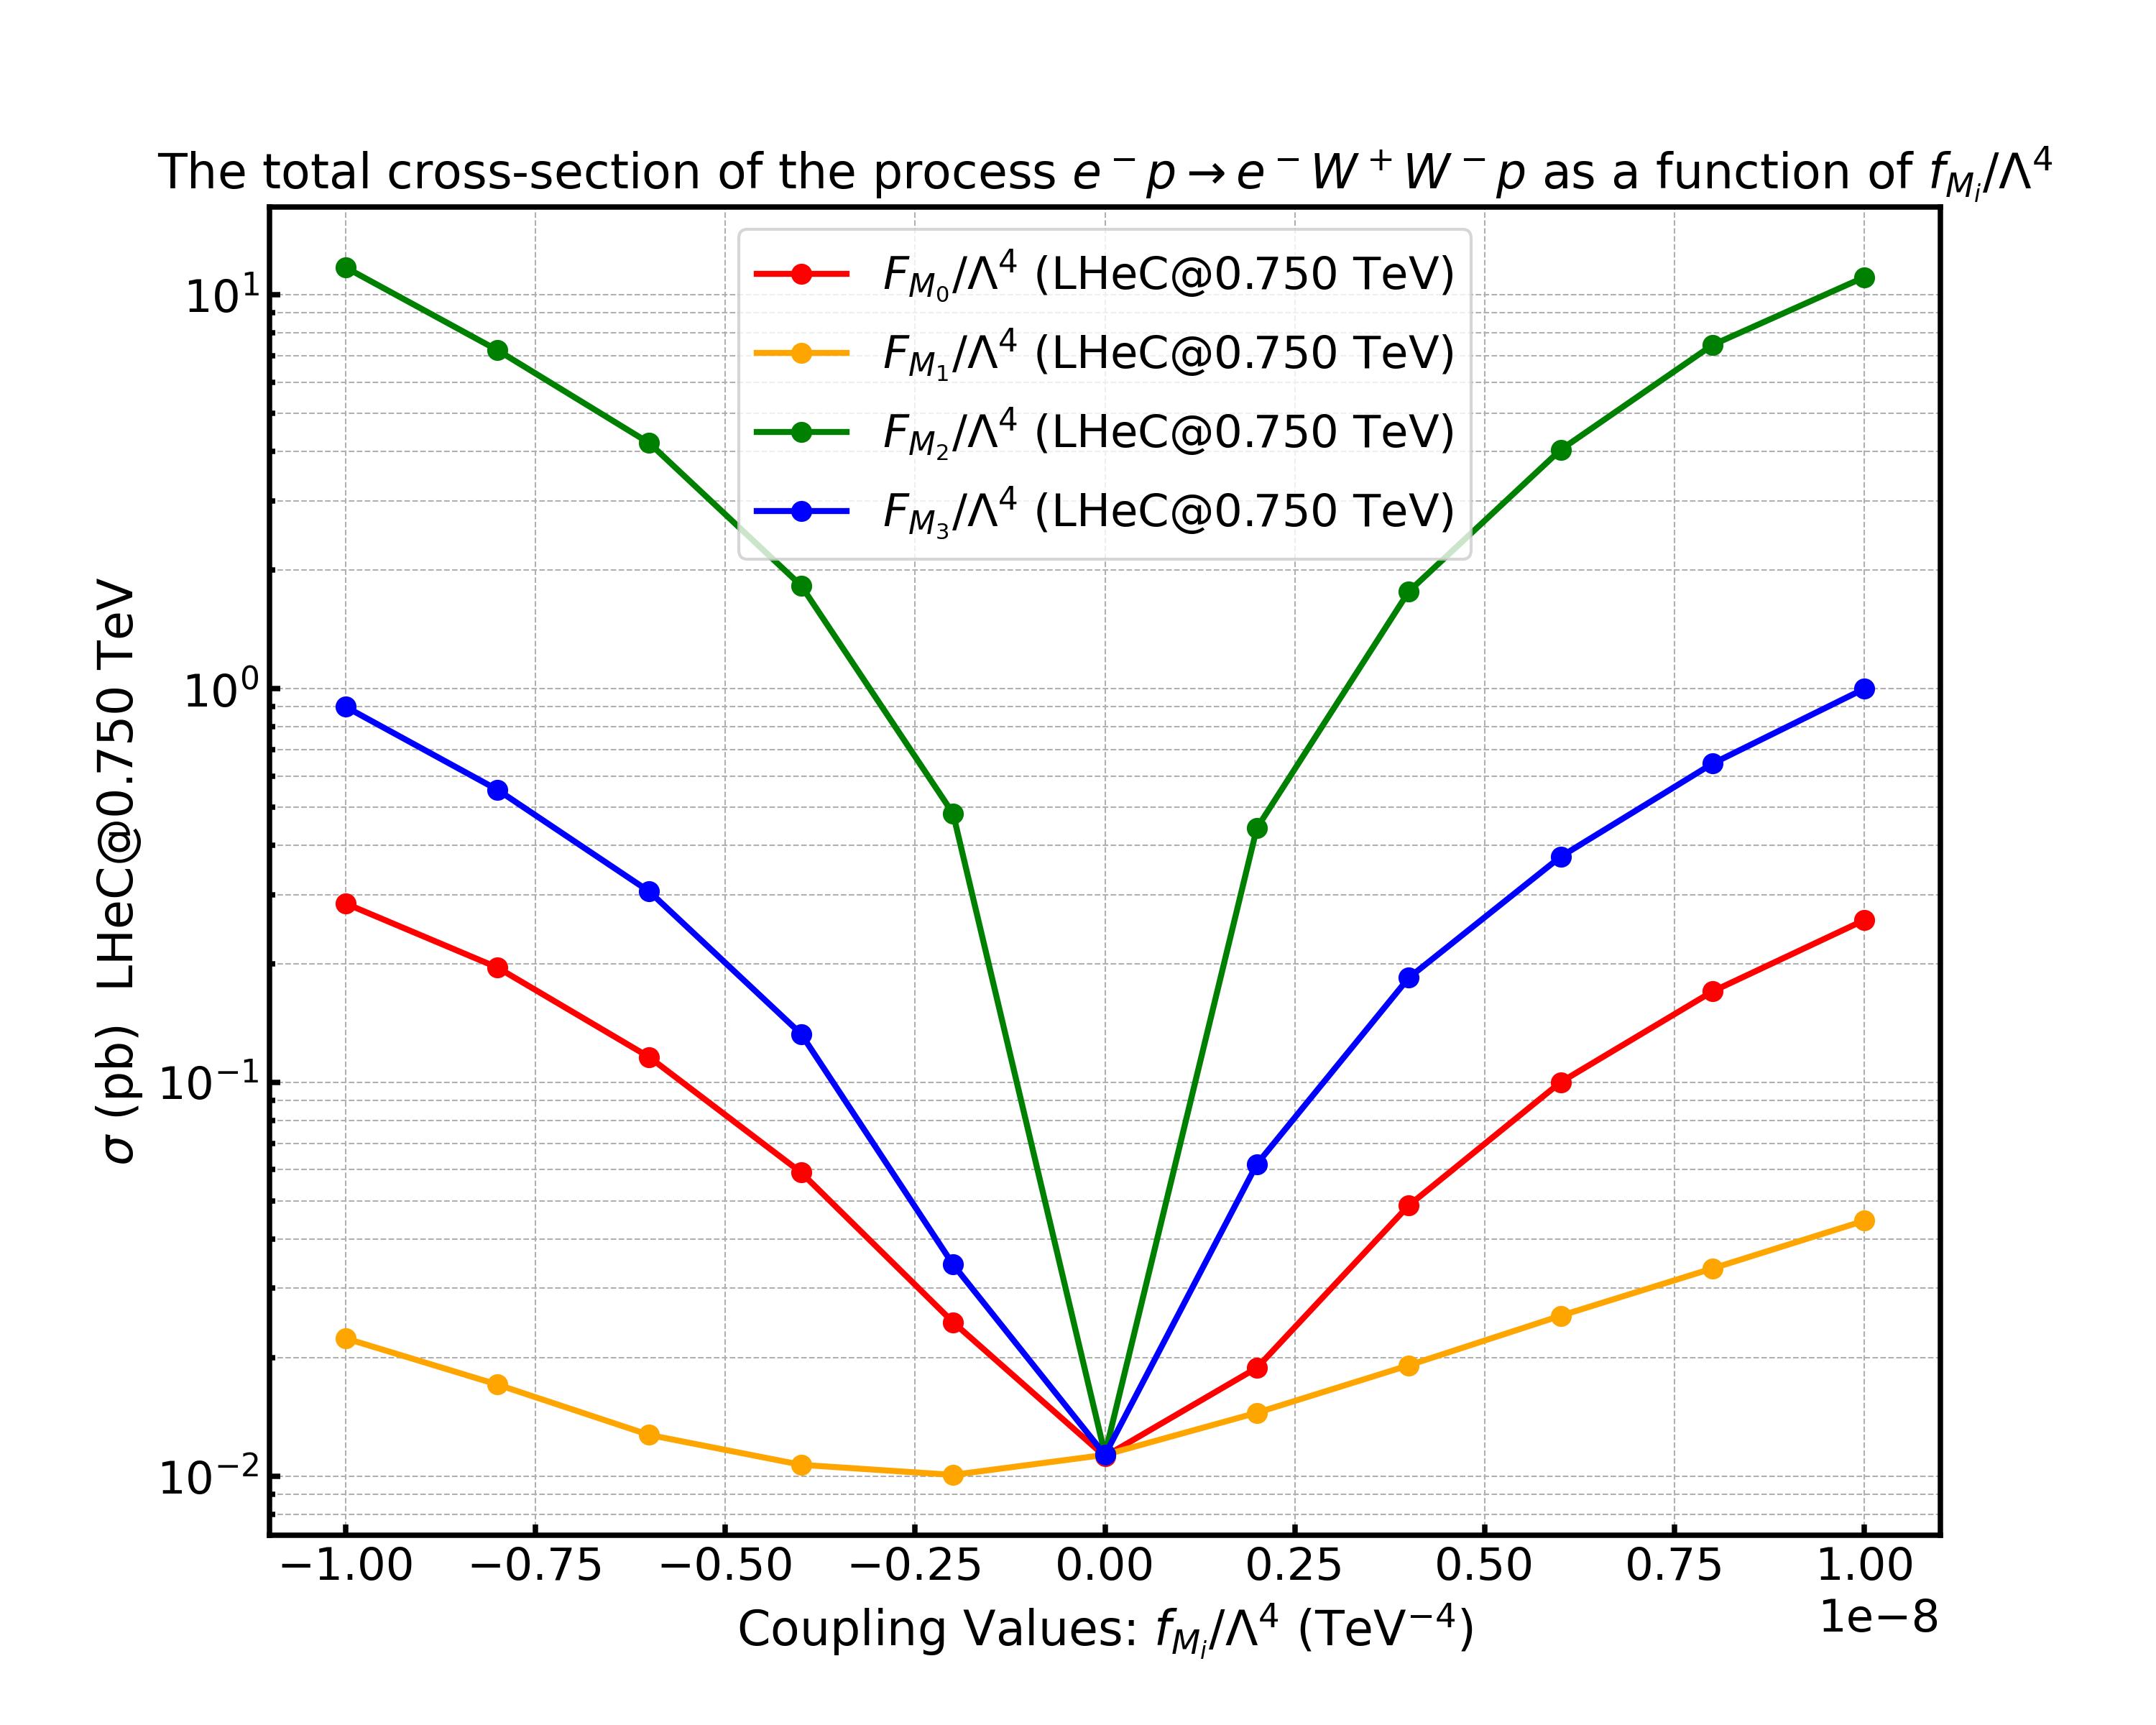 The total cross-section of the process e⁻p → e⁻W⁺W⁻p as a function of f_{M_i}/Λ⁴
F_{M_0}/Λ⁴ (LHeC@0.750 TeV)
F_{M_1}/Λ⁴ (LHeC@0.750 TeV)
F_{M_2}/Λ⁴ (LHeC@0.750 TeV)
F_{M_3}/Λ⁴ (LHeC@0.750 TeV)
σ (pb) LHeC@0.750 TeV
10¹
10⁰
10⁻¹
10⁻²
−1.00 −0.75 −0.50 −0.25 0.00 0.25 0.50 0.75 1.00
1e−8
Coupling Values: f_{M_i}/Λ⁴ (TeV⁻⁴)